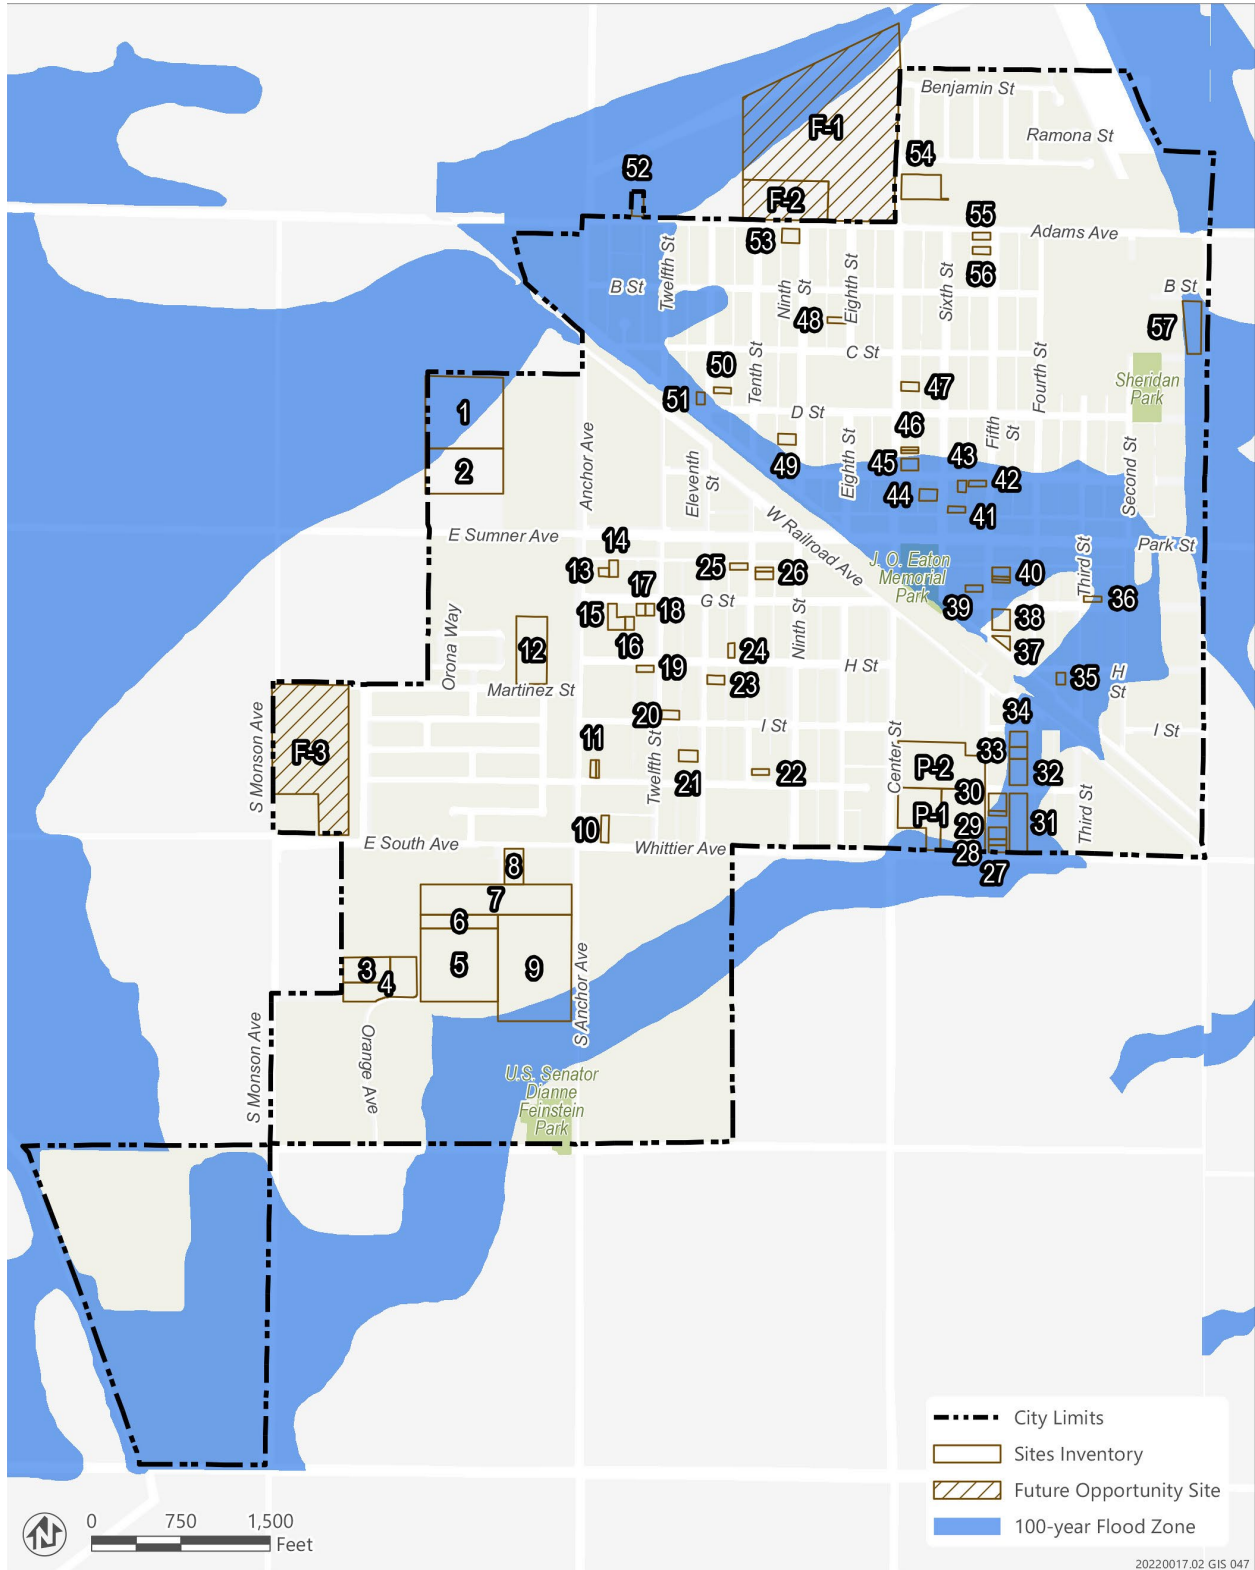 Benjamin St
Ramona St
F-1
54
52
F-2
55
53
Adams Ave
56
Twelfth St
B St
Ninth
St
Eighth St
Sixth St
B St
48
57
C St
50
Tenth St
Fourth St
47
Sheridan
Park
51
1
D St
46
Fifth
St
2
49
45
43
42
44
41
Anchor Ave
Eleventh
St
Eighth St
Second St
E Sumner Ave
14
W Railroad Ave
Park St
13
25
26
J. O. Eaton
Memorial
Park
40
Third St
17
G St
39
36
15
18
38
16
Ninth St
37
Orona Way
12
24
H St
19
35
H
St
Martinez St
23
20
34
I St
I St
S Monson Ave
F-3
11
Center St
33
P-2
32
Twelfth St
21
22
30
P-1
31
Third St
10
29
E South Ave
Whittier Ave
28
27
8
7
6
3
4
5
9
S Anchor Ave
S Monson Ave
Orange Ave
U.S. Senator
Dianne
Feinstein
Park
City Limits
Sites Inventory
Future Opportunity Site
100-year Flood Zone
N
0 750 1,500
Feet
20220017.02 GIS 047